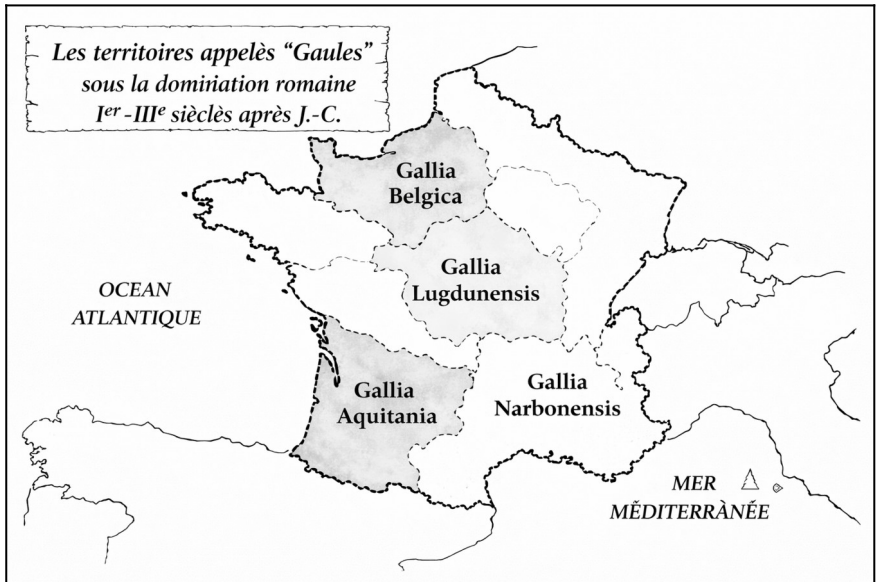 Les territoires appelès “Gaules”
sous la domination romaine
Ier -IIIe sièclès après J.-C.
Gallia
Belgica
Gallia
Lugdunensis
OCEAN
ATLANTIQUE
Gallia
Aquitania
Gallia
Narbonensis
MER
MḖDITERRÀNÉE